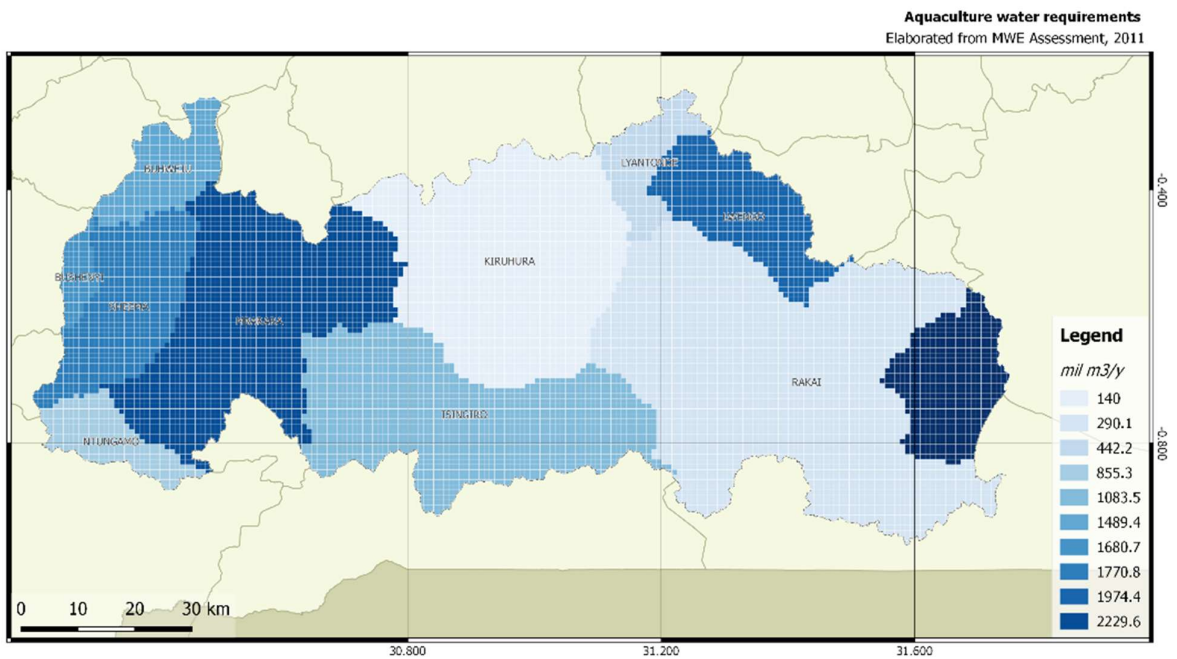 Aquaculture water requirements
Elaborated from MWE Assessment, 2011
BUHWEJU
LYANTONDE
-0.400
KIRUHURA
RAKAI
ISINGIRO
NTUNGAMO
-0.800
Legend
mil m3/y
140
290.1
442.2
855.3
1083.5
1489.4
1680.7
1770.8
1974.4
2229.6
0 10 20 30 km
30.800 31.200 31.600